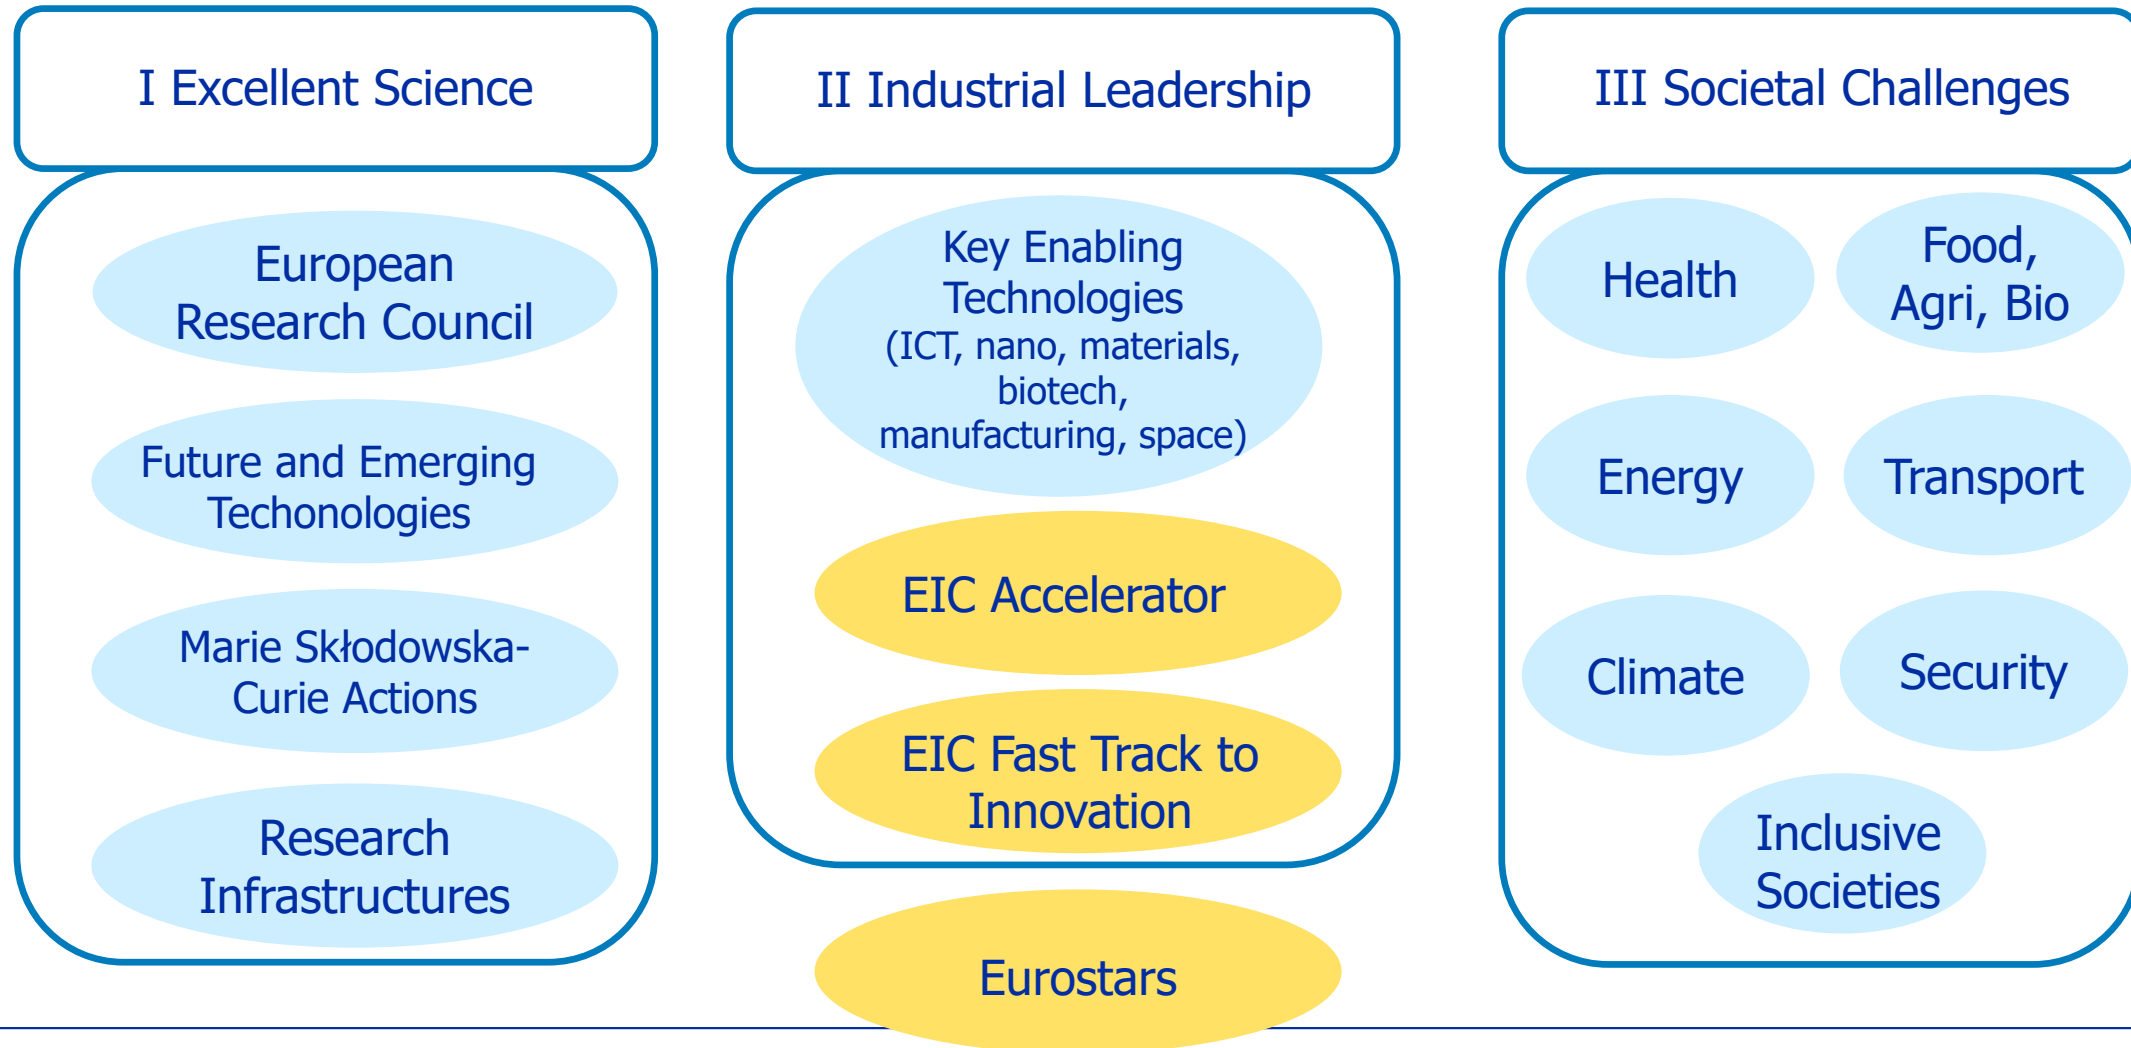 I Excellent Science
European
Research Council
Future and Emerging
Techonologies
Marie Skłodowska-
Curie Actions
Research
Infrastructures
II Industrial Leadership
Key Enabling
Technologies
(ICT, nano, materials,
biotech,
manufacturing, space)
EIC Accelerator
EIC Fast Track to
Innovation
Eurostars
III Societal Challenges
Health
Food,
Agri, Bio
Energy
Transport
Climate
Security
Inclusive
Societies